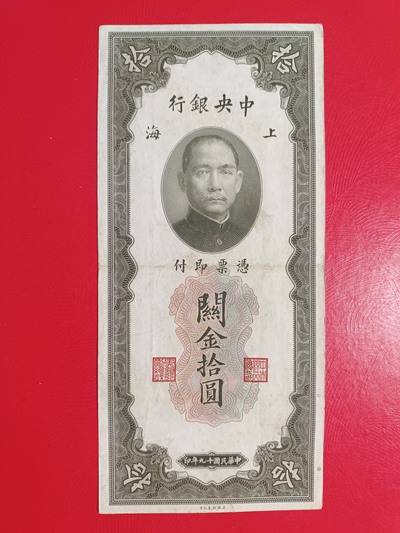 拾 拾
中央銀行
上海
憑票即付
關金拾圓
中華民國十九年印
拾 拾